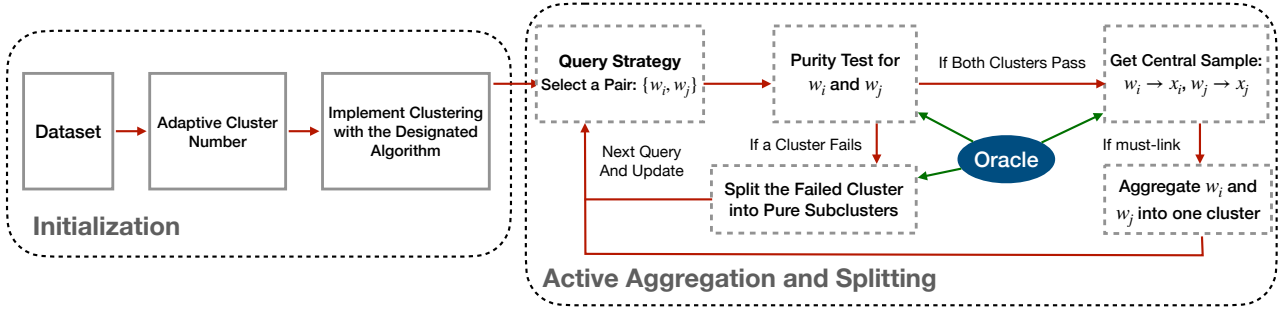 Dataset
Adaptive Cluster
Number
Implement Clustering
with the Designated
Algorithm
Initialization
Query Strategy
Select a Pair: {w_i, w_j}
Purity Test for
w_i and w_j
If Both Clusters Pass
Get Central Sample:
w_i → x_i, w_j → x_j
Next Query
And Update
If a Cluster Fails
Oracle
If must-link
Split the Failed Cluster
into Pure Subclusters
Aggregate w_i and
w_j into one cluster
Active Aggregation and Splitting